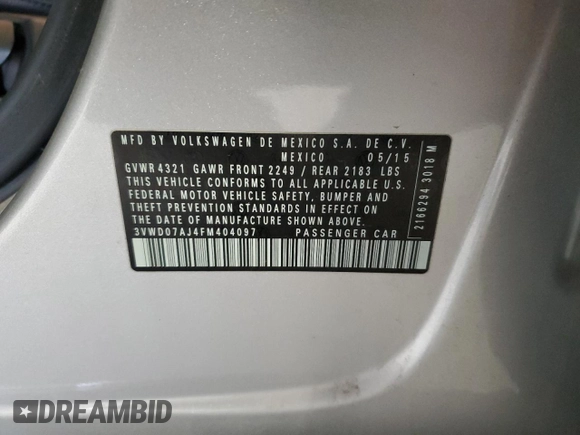 MFD BY VOLKSWAGEN DE MEXICO S.A. DE C.V.
MEXICO 05/15
GVWR 4321 GAWR FRONT 2249 / REAR 2183 LBS
THIS VEHICLE CONFORMS TO ALL APPLICABLE U.S.
FEDERAL MOTOR VEHICLE SAFETY, BUMPER AND
THEFT PREVENTION STANDARDS IN EFFECT ON
THE DATE OF MANUFACTURE SHOWN ABOVE.
3VWD07AJ4FM404097 PASSENGER CAR
2166294 3018 M
DREAMBID